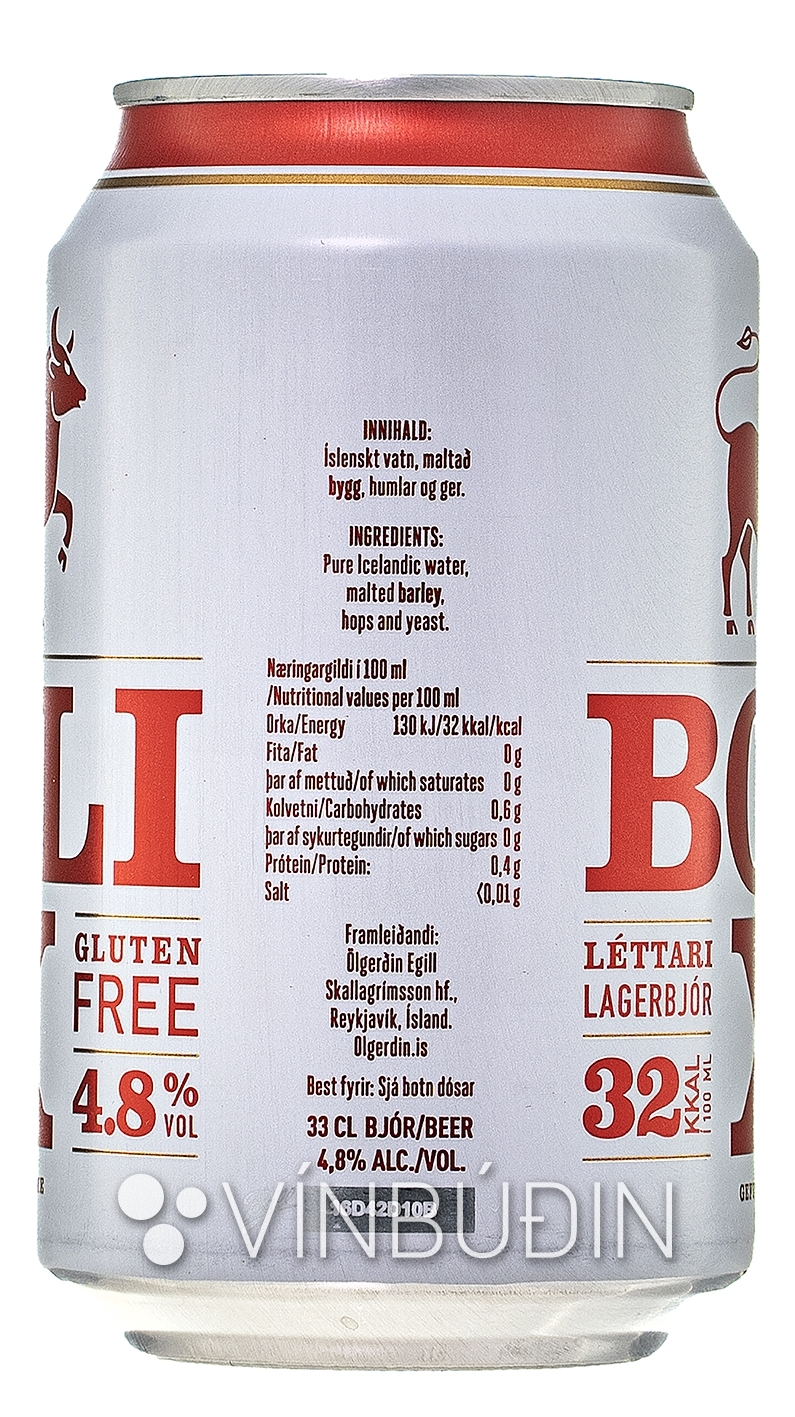 INNIHALD:
Íslenskt vatn, maltað
bygg, humlar og ger.
INGREDIENTS:
Pure Icelandic water,
malted barley,
hops and yeast.
Næringargildi í 100 ml
/Nutritional values per 100 ml
Orka/Energy 130 kJ/32 kkal/kcal
Fita/Fat 0 g
þar af mettuð/of which saturates 0 g
Kolvetni/Carbohydrates 0,6 g
þar af sykurtegundir/of which sugars 0 g
Prótein/Protein: 0,4 g
Salt <0,01 g
Framleiðandi:
Ölgerðin Egill
Skallagrímsson hf.,
Reykjavík, Ísland.
Olgerdin.is
Best fyrir: Sjá botn dósar
33 CL BJÓR/BEER
4,8% ALC./VOL.
LI
GLUTEN
FREE
4.8% VOL
BO
LÉTTARI
LAGERBJÓR
32 KKAL
Í 100 ML
VÍNBÚÐIN